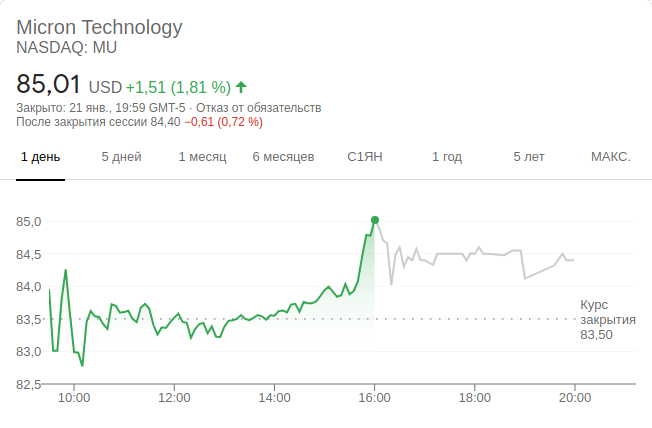 Micron Technology
NASDAQ: MU
85,01 USD +1,51 (1,81 %)
Закрыто: 21 янв., 19:59 GMT-5 · Отказ от обязательств
После закрытия сессии 84,40 −0,61 (0,72 %)
1 день 5 дней 1 месяц 6 месяцев С1ЯН 1 год 5 лет МАКС.
85,0
84,5
84,0
83,5
83,0
82,5
Курс
закрытия
83,50
10:00 12:00 14:00 16:00 18:00 20:00